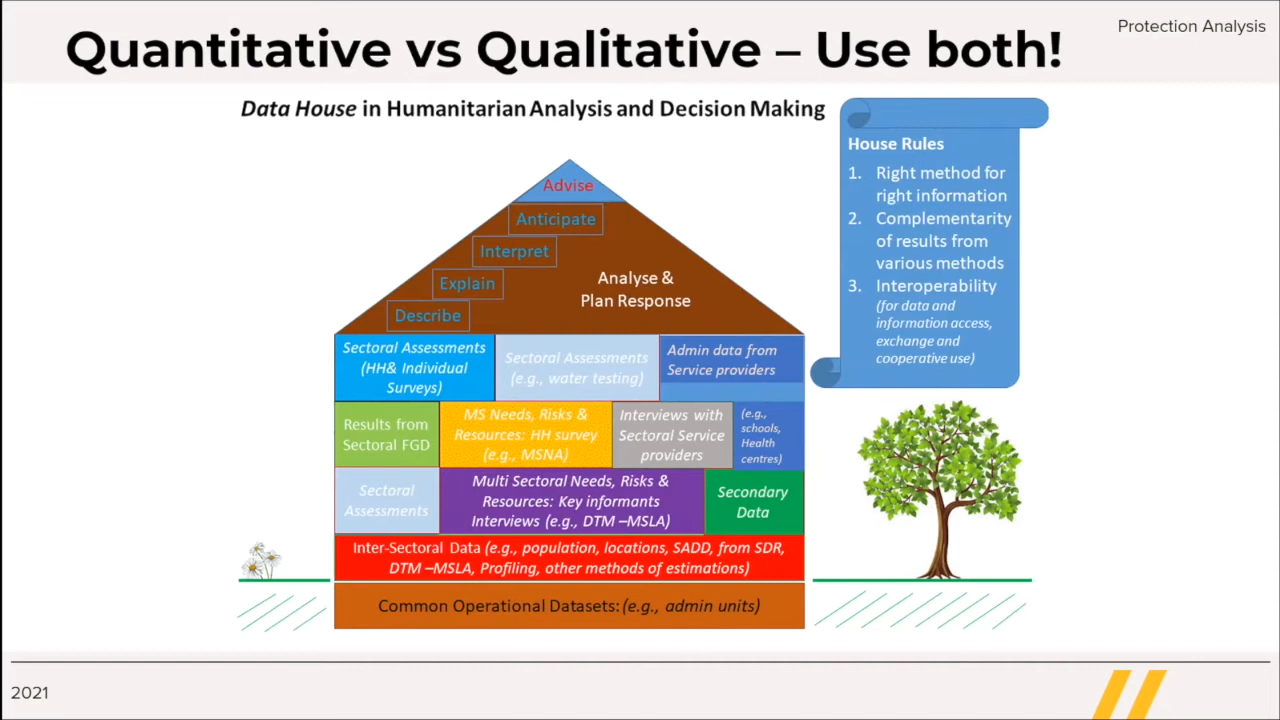 Protection Analysis
Quantitative vs Qualitative – Use both!
Data House in Humanitarian Analysis and Decision Making
House Rules
1. Right method for
right information
2. Complementarity
of results from
various methods
3. Interoperability
(for data and
information access,
exchange and
cooperative use)
Advise
Anticipate
Interpret
Explain
Describe
Analyse &
Plan Response
Sectoral Assessments
(HH& Individual
Surveys)
Sectoral Assessments
(e.g., water testing)
Admin data from
Service providers
Results from
Sectoral FGD
MS Needs, Risks &
Resources: HH survey
(e.g., MSNA)
Interviews with
Sectoral Service
providers
(e.g.,
schools,
Health
centres)
Sectoral
Assessments
Multi Sectoral Needs, Risks &
Resources: Key informants
Interviews (e.g., DTM –MSLA)
Secondary
Data
Inter-Sectoral Data (e.g., population, locations, SADD, from SDR,
DTM –MSLA, Profiling, other methods of estimations)
Common Operational Datasets: (e.g., admin units)
2021